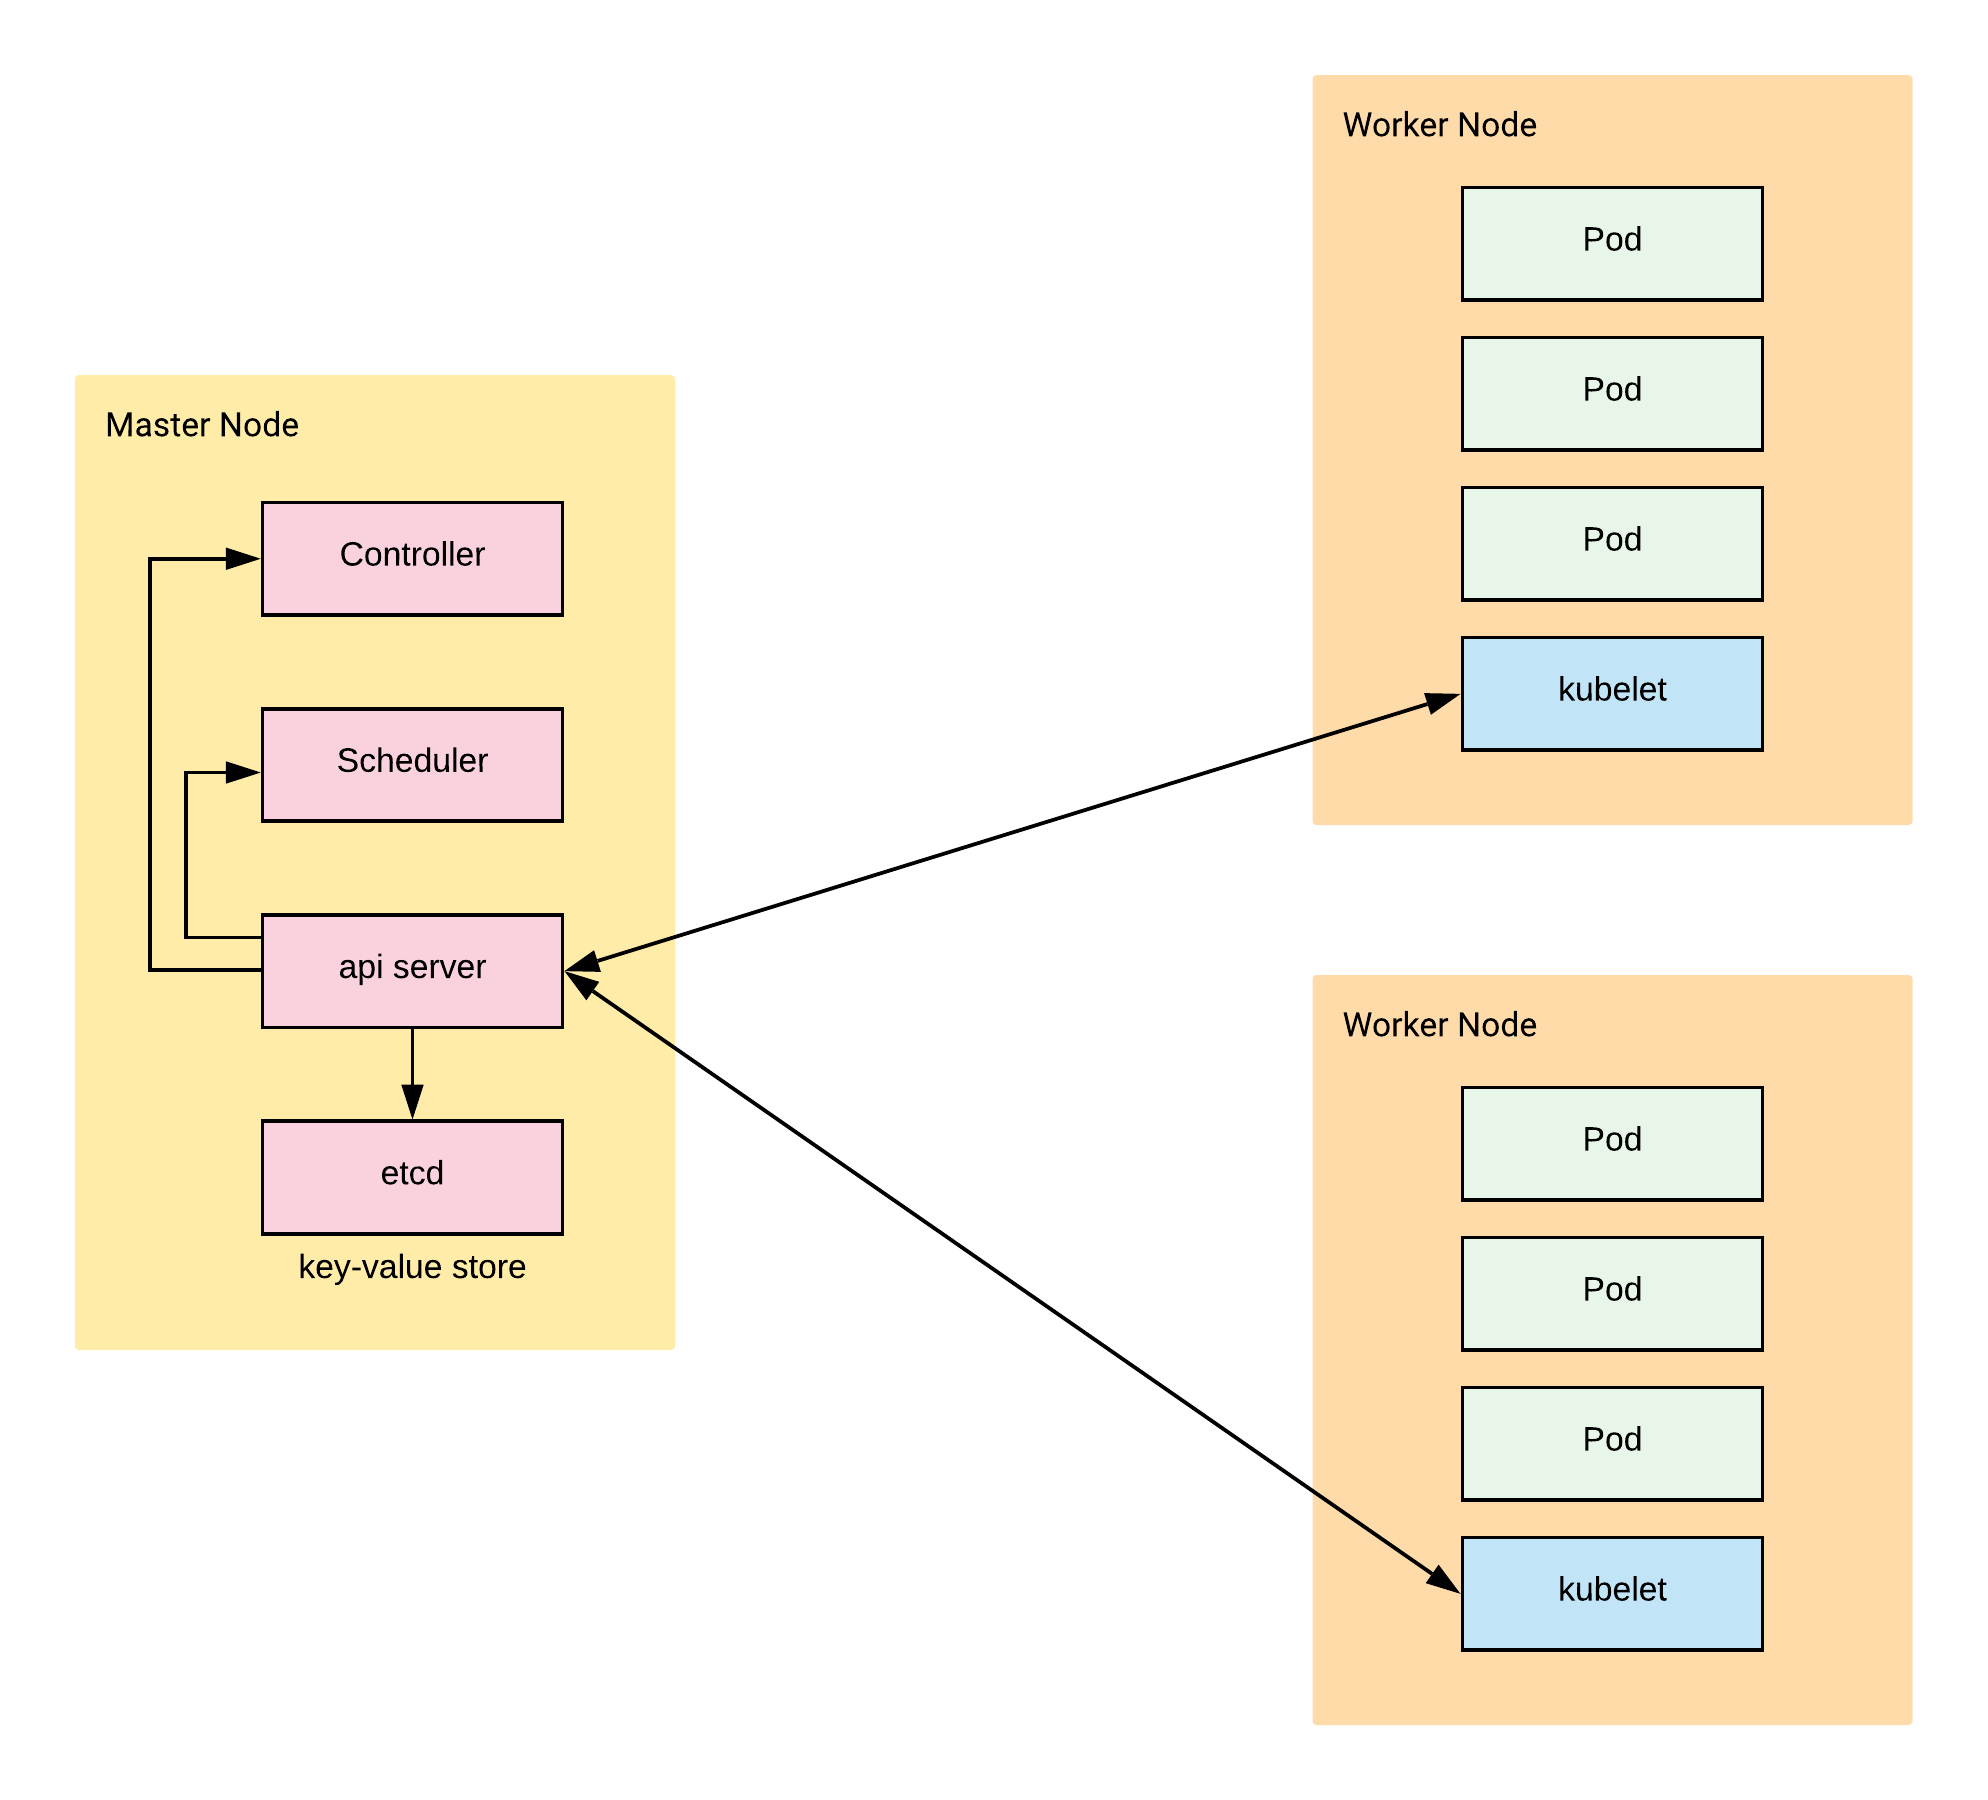 Master Node
Controller
Scheduler
api server
etcd
key-value store
Worker Node
Pod
Pod
Pod
kubelet
Worker Node
Pod
Pod
Pod
kubelet